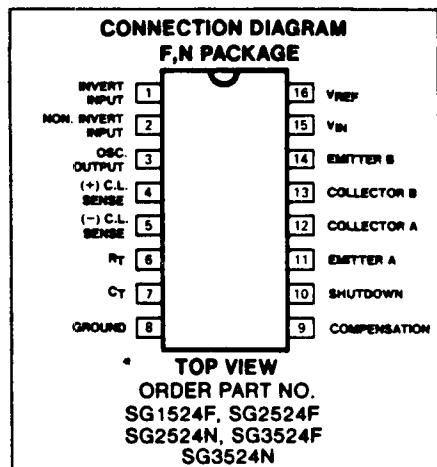 CONNECTION DIAGRAM
F,N PACKAGE
INVERT
INPUT 1
NON. INVERT
INPUT 2
OSC.
OUTPUT 3
(+) C.L.
SENSE 4
(−) C.L.
SENSE 5
RT 6
CT 7
GROUND 8
16 VREF
15 VIN
14 EMITTER B
13 COLLECTOR B
12 COLLECTOR A
11 EMITTER A
10 SHUTDOWN
9 COMPENSATION
TOP VIEW
ORDER PART NO.
SG1524F, SG2524F
SG2524N, SG3524F
SG3524N